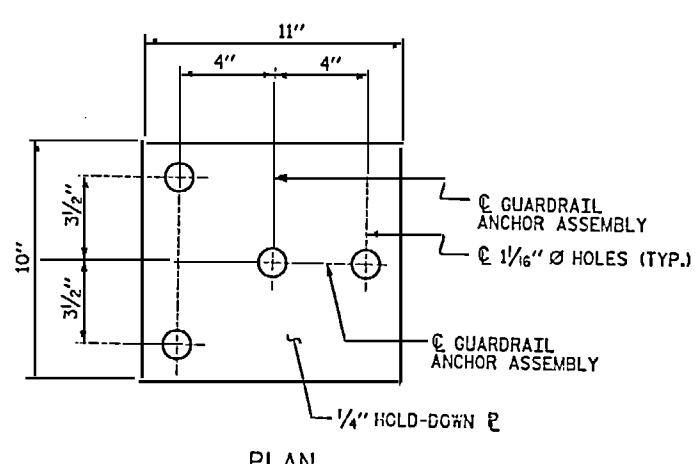 11"
4" 4"
3½"
10"
3½"
℄ GUARDRAIL
ANCHOR ASSEMBLY
℄ 1 1/16" Ø HOLES (TYP.)
℄ GUARDRAIL
ANCHOR ASSEMBLY
1/4" HOLD-DOWN ⅊
PLAN